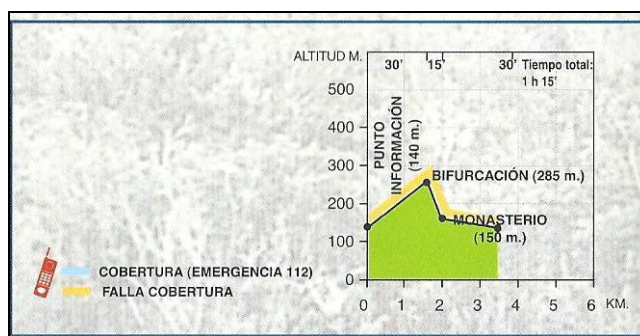 ALTITUD M.
30' 15' 30' Tiempo total:
1 h 15'
500
400
300
200
100
0
PUNTO
INFORMACIÓN
(140 m.)
BIFURCACIÓN (285 m.)
MONASTERIO
(150 m.)
0 1 2 3 4 5 6 KM.
COBERTURA (EMERGENCIA 112)
FALLA COBERTURA